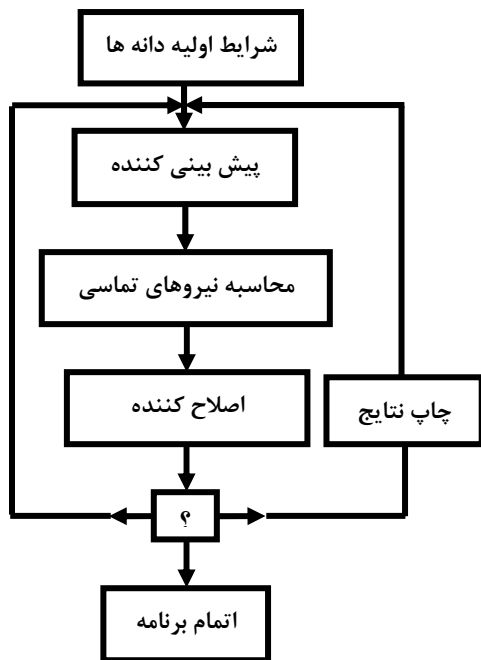 شرایط اولیه دانه ها
پیش بینی کننده
محاسبه نیروهای تماسی
اصلاح کننده
چاپ نتایج
؟
اتمام برنامه